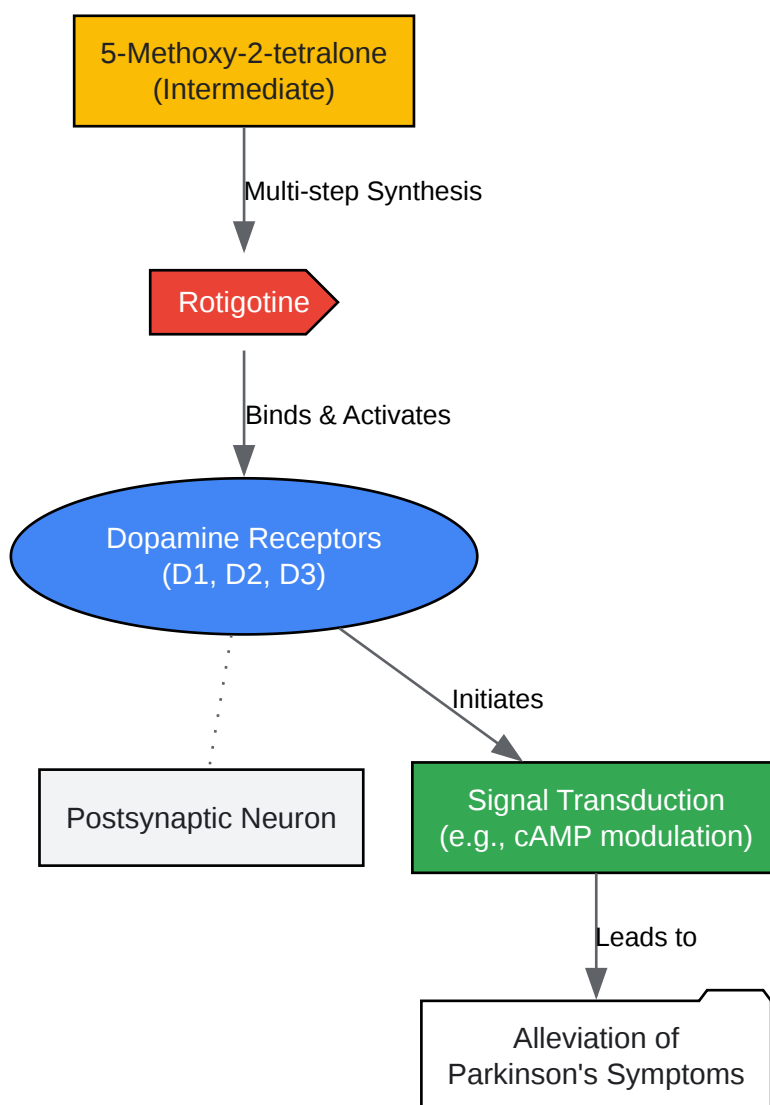 5-Methoxy-2-tetralone
(Intermediate)
Multi-step Synthesis
Rotigotine
Binds & Activates
Dopamine Receptors
(D1, D2, D3)
Initiates
Postsynaptic Neuron
Signal Transduction
(e.g., cAMP modulation)
Leads to
Alleviation of
Parkinson's Symptoms